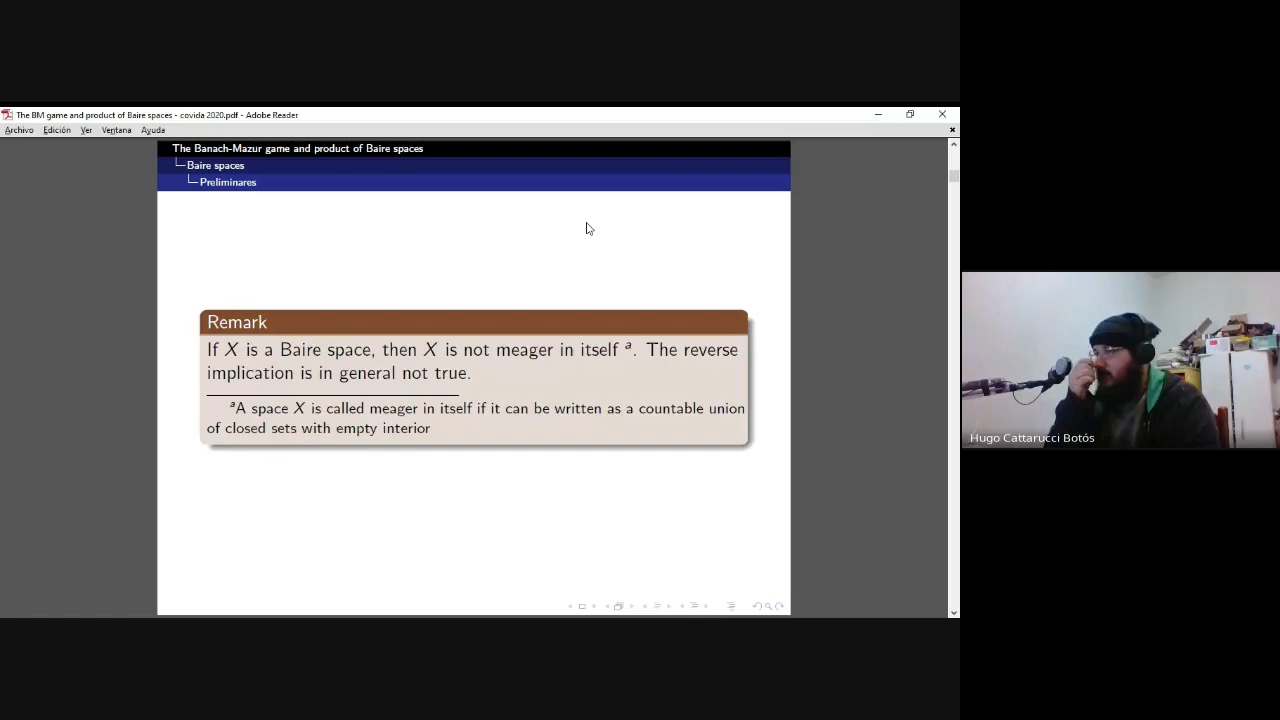 The BM game and product of Baire spaces - covida 2020.pdf - Adobe Reader
Archivo Edición Ver Ventana Ayuda
The Banach-Mazur game and product of Baire spaces
Baire spaces
Preliminares
Remark
If X is a Baire space, then X is not meager in itself a. The reverse
implication is in general not true.
aA space X is called meager in itself if it can be written as a countable union
of closed sets with empty interior
Hugo Cattarucci Botós